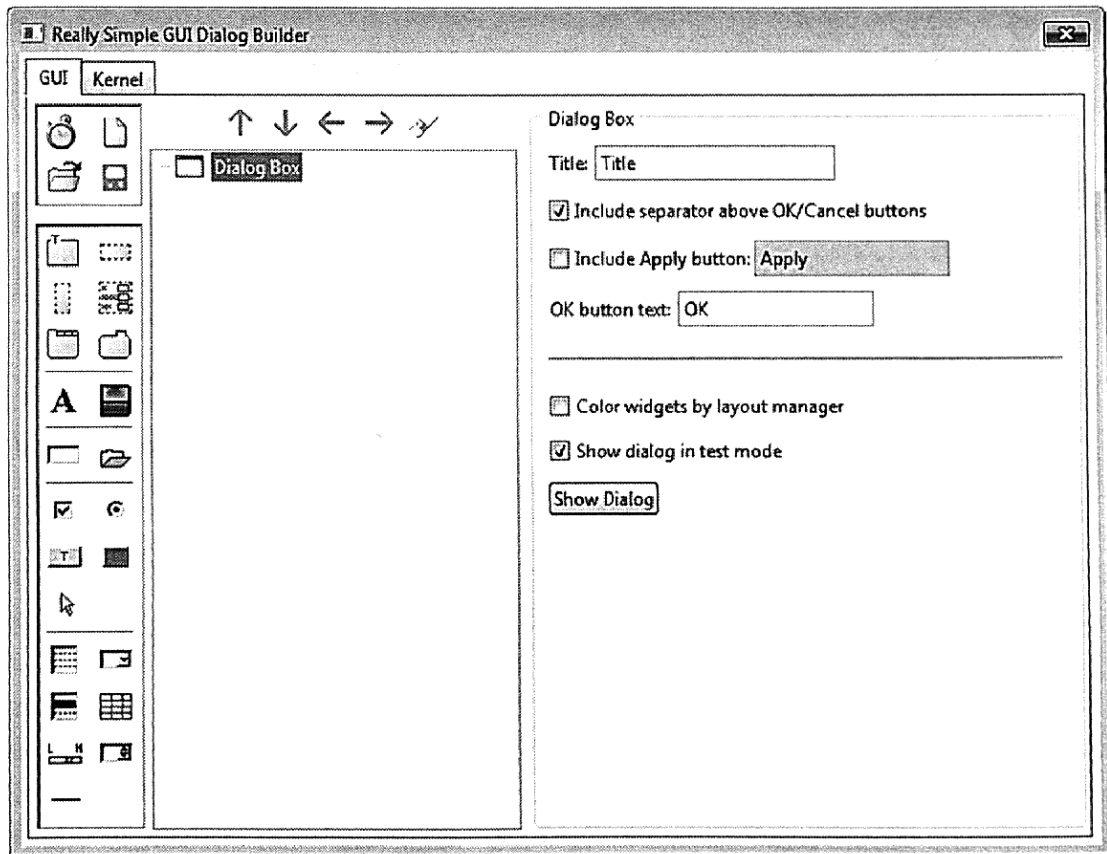 Really Simple GUI Dialog Builder
GUI Kernel
Dialog Box
Dialog Box
Title: Title
Include separator above OK/Cancel buttons
Include Apply button: Apply
OK button text: OK
A
Color widgets by layout manager
Show dialog in test mode
Show Dialog
T
T
L H